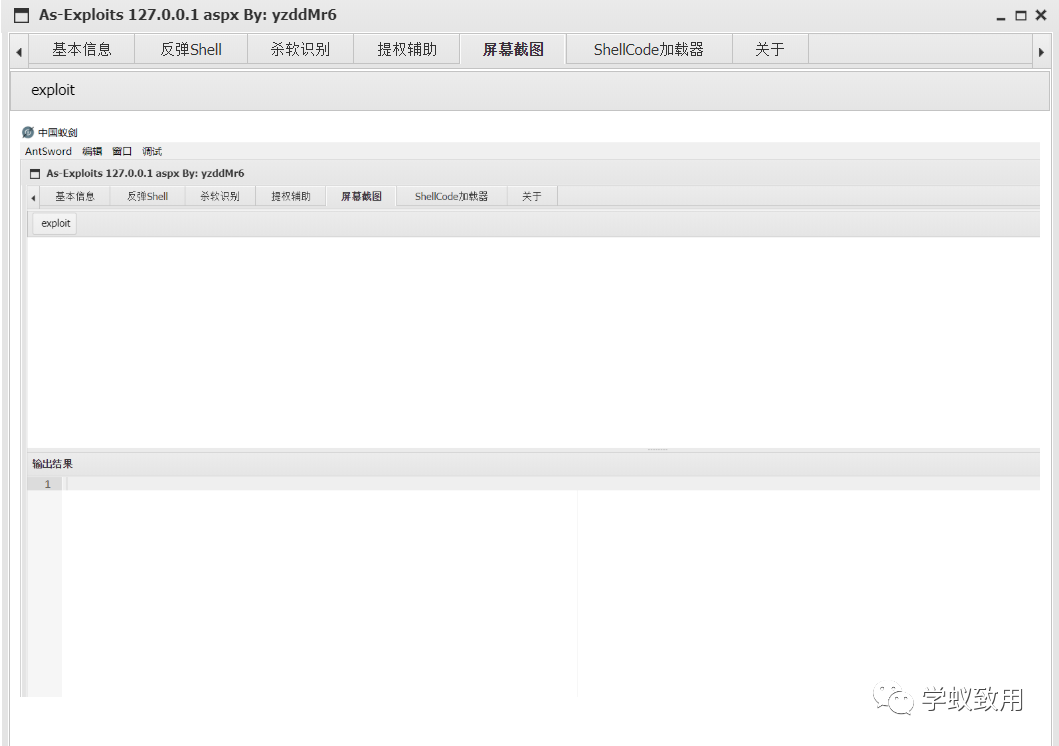 As-Exploits 127.0.0.1 aspx By: yzddMr6
基本信息 反弹Shell 杀软识别 提权辅助 屏幕截图 ShellCode加载器 关于
exploit
中国蚁剑
AntSword 编辑 窗口 调试
As-Exploits 127.0.0.1 aspx By: yzddMr6
基本信息 反弹Shell 杀软识别 提权辅助 屏幕截图 ShellCode加载器 关于
exploit
输出结果
1
学蚁致用